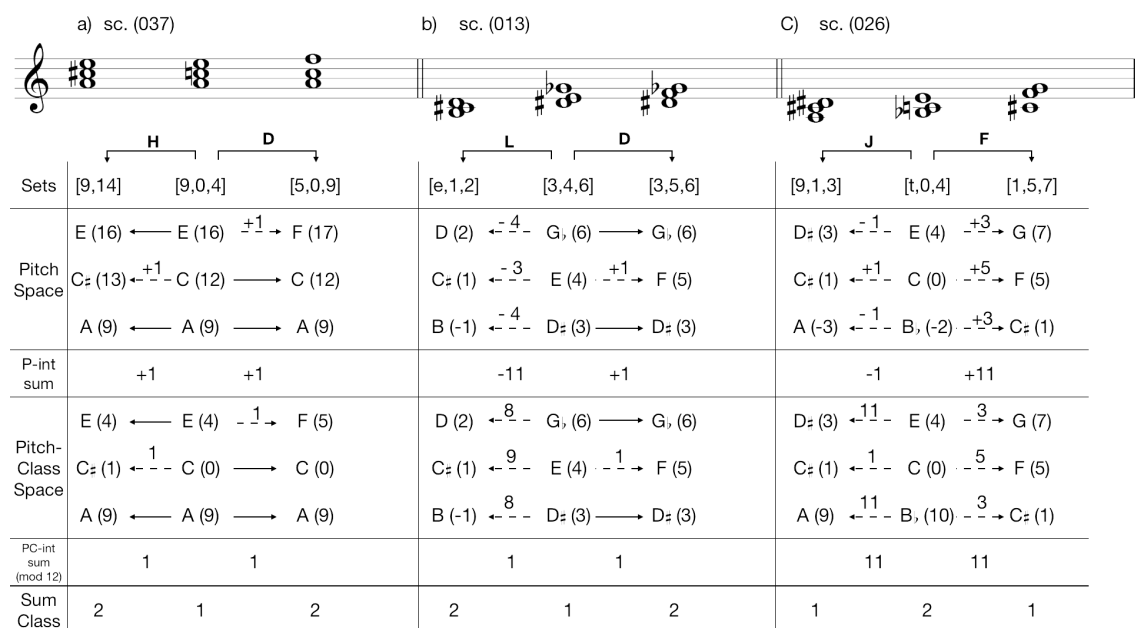 a) sc. (037) b) sc. (013) C) sc. (026)
H D L D J F
Sets [9,14] [9,0,4] [5,0,9] [e,1,2] [3,4,6] [3,5,6] [9,1,3] [t,0,4] [1,5,7]
+1 - 4 - 1 +3
E (16) E (16) F (17) D (2) G♭ (6) G♭ (6) D♯ (3) E (4) G (7)
Pitch
Space
+1 - 3 +1 +1 +5
C♯ (13) C (12) C (12) C♯ (1) E (4) F (5) C♯ (1) C (0) F (5)
- 4 - 1 +3
A (9) A (9) A (9) B (-1) D♯ (3) D♯ (3) A (-3) B♭ (-2) C♯ (1)
P-int
sum
+1 +1 -11 +1 -1 +11
1 8 11 3
E (4) E (4) F (5) D (2) G♭ (6) G♭ (6) D♯ (3) E (4) G (7)
Pitch-
Class
Space
1 9 1 1 5
C♯ (1) C (0) C (0) C♯ (1) E (4) F (5) C♯ (1) C (0) F (5)
8 11 3
A (9) A (9) A (9) B (-1) D♯ (3) D♯ (3) A (9) B♭ (10) C♯ (1)
PC-int
sum
(mod 12)
1 1 1 1 11 11
Sum
Class
2 1 2 2 1 2 1 2 1